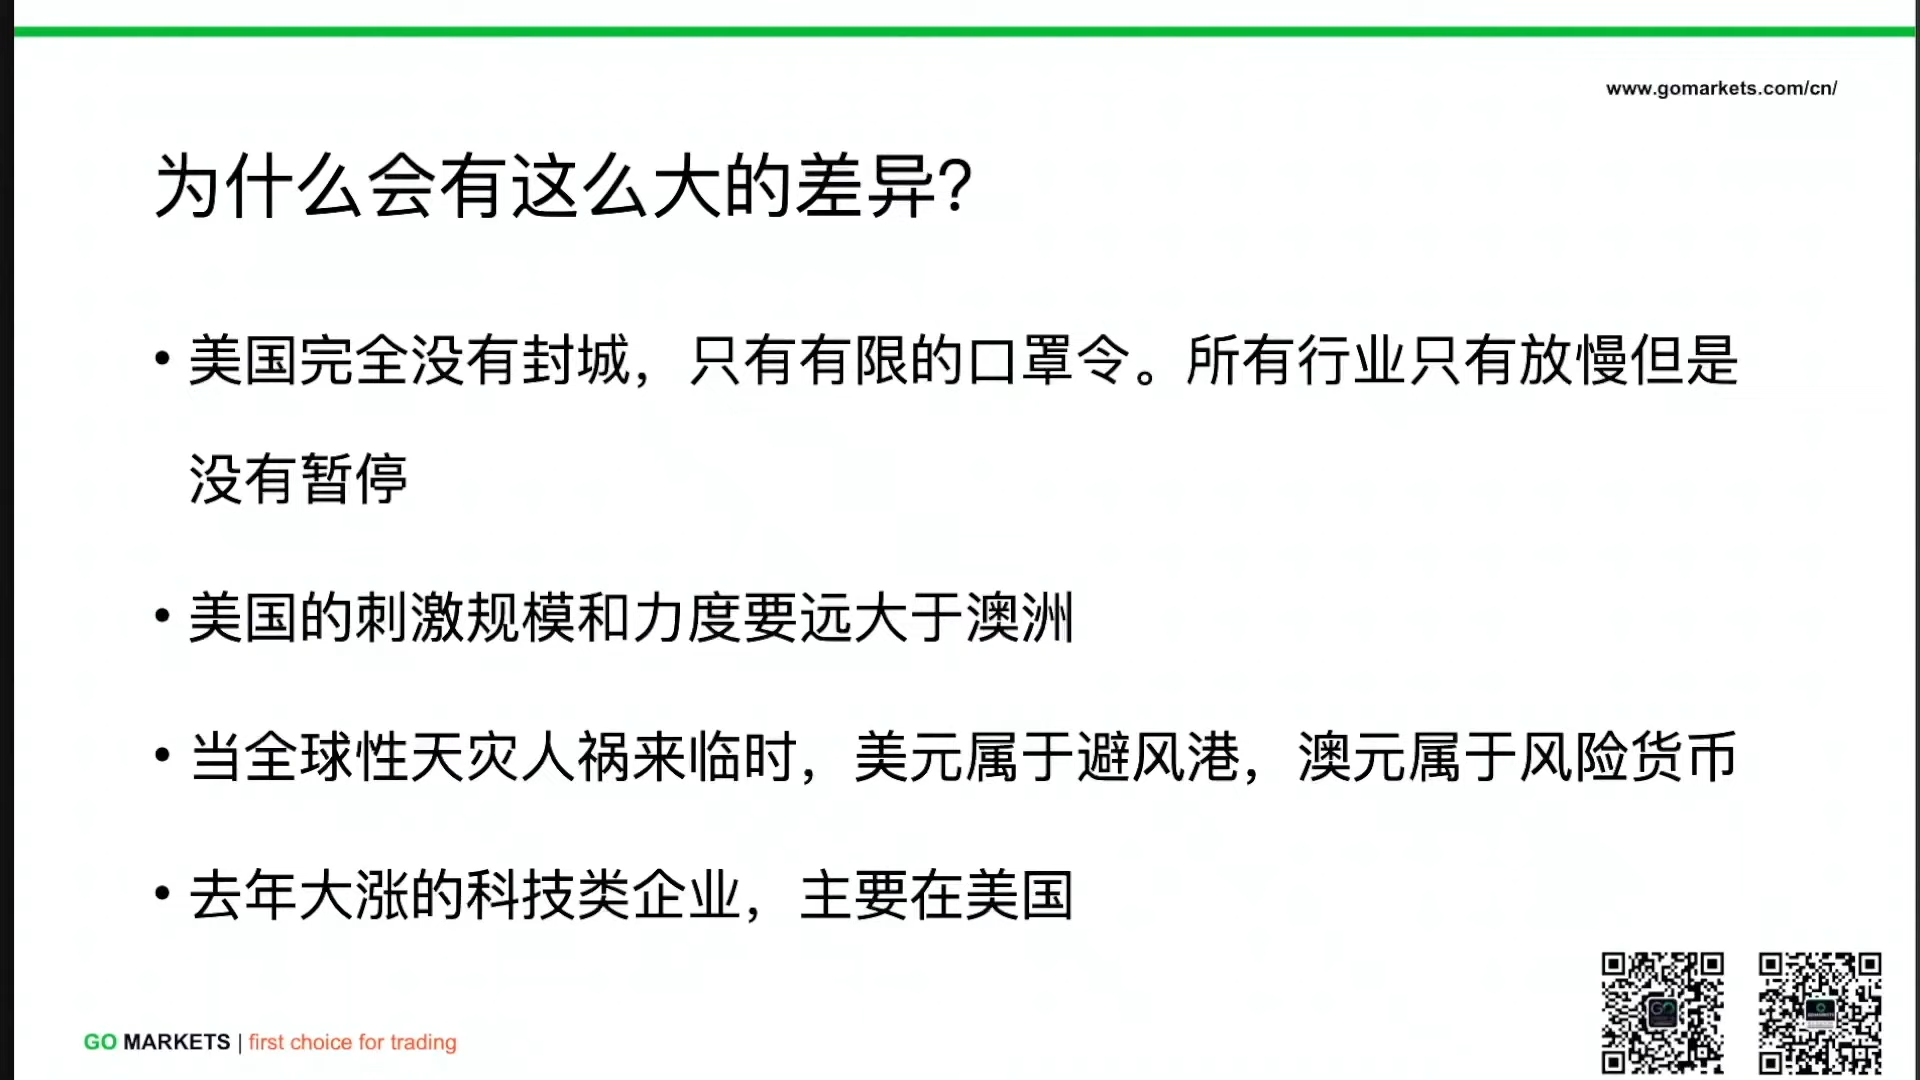 www.gomarkets.com/cn/
为什么会有这么大的差异?
• 美国完全没有封城，只有有限的口罩令。所有行业只有放慢但是
没有暂停
• 美国的刺激规模和力度要远大于澳洲
• 当全球性天灾人祸来临时，美元属于避风港，澳元属于风险货币
• 去年大涨的科技类企业，主要在美国
GO MARKETS | first choice for trading